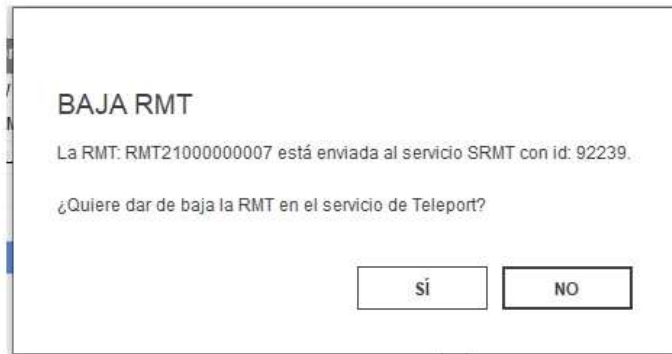 BAJA RMT
La RMT: RMT21000000007 está enviada al servicio SRMT con id: 92239.
¿Quiere dar de baja la RMT en el servicio de Teleport?
SÍ
NO